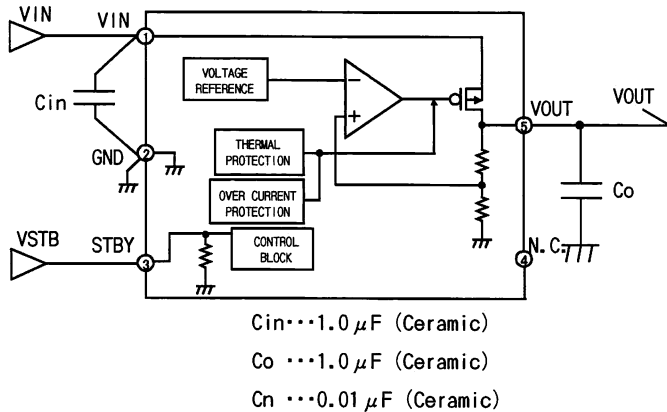 VIN
VIN
1
VOLTAGE
REFERENCE
−
+
Cin
GND
2
THERMAL
PROTECTION
OVER CURRENT
PROTECTION
VOUT
5
VOUT
Co
VSTB
STBY
3
CONTROL
BLOCK
N.C.
4
Cin···1.0μF (Ceramic)
Co ···1.0μF (Ceramic)
Cn ···0.01μF (Ceramic)